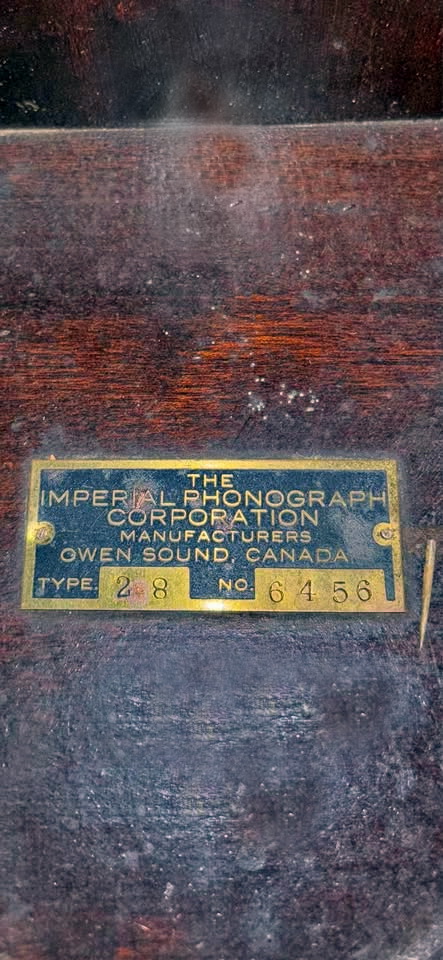 THE
IMPERIAL PHONOGRAPH
CORPORATION
MANUFACTURERS
OWEN SOUND, CANADA.
TYPE. 28 NO. 6456